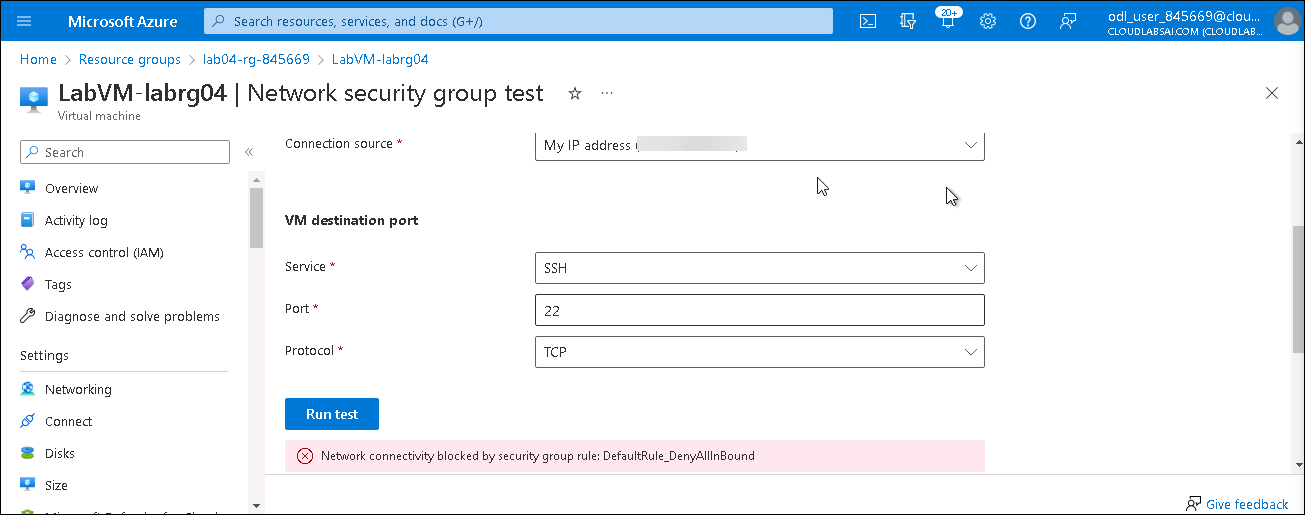 Microsoft Azure
Search resources, services, and docs (G+/)
20+
odl_user_845669@clou...
CLOUDLABSAI.COM (CLOUDLAB...
Home > Resource groups > lab04-rg-845669 > LabVM-labrg04
LabVM-labrg04 | Network security group test
Virtual machine
Search
Overview
Activity log
Access control (IAM)
Tags
Diagnose and solve problems
Settings
Networking
Connect
Disks
Size
Connection source *
My IP address (
VM destination port
Service *
SSH
Port *
22
Protocol *
TCP
Run test
Network connectivity blocked by security group rule: DefaultRule_DenyAllInBound
Give feedback